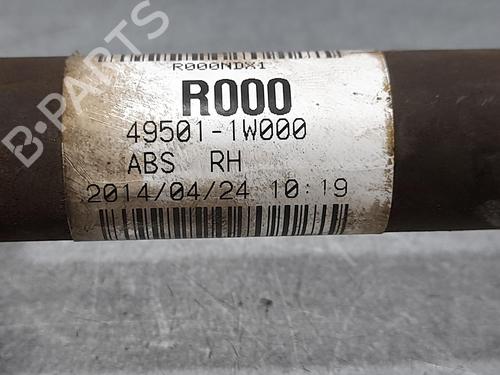 B-PARTS
R000NDX1
R000
49501-1W000
ABS RH
2014/04/24 10:19